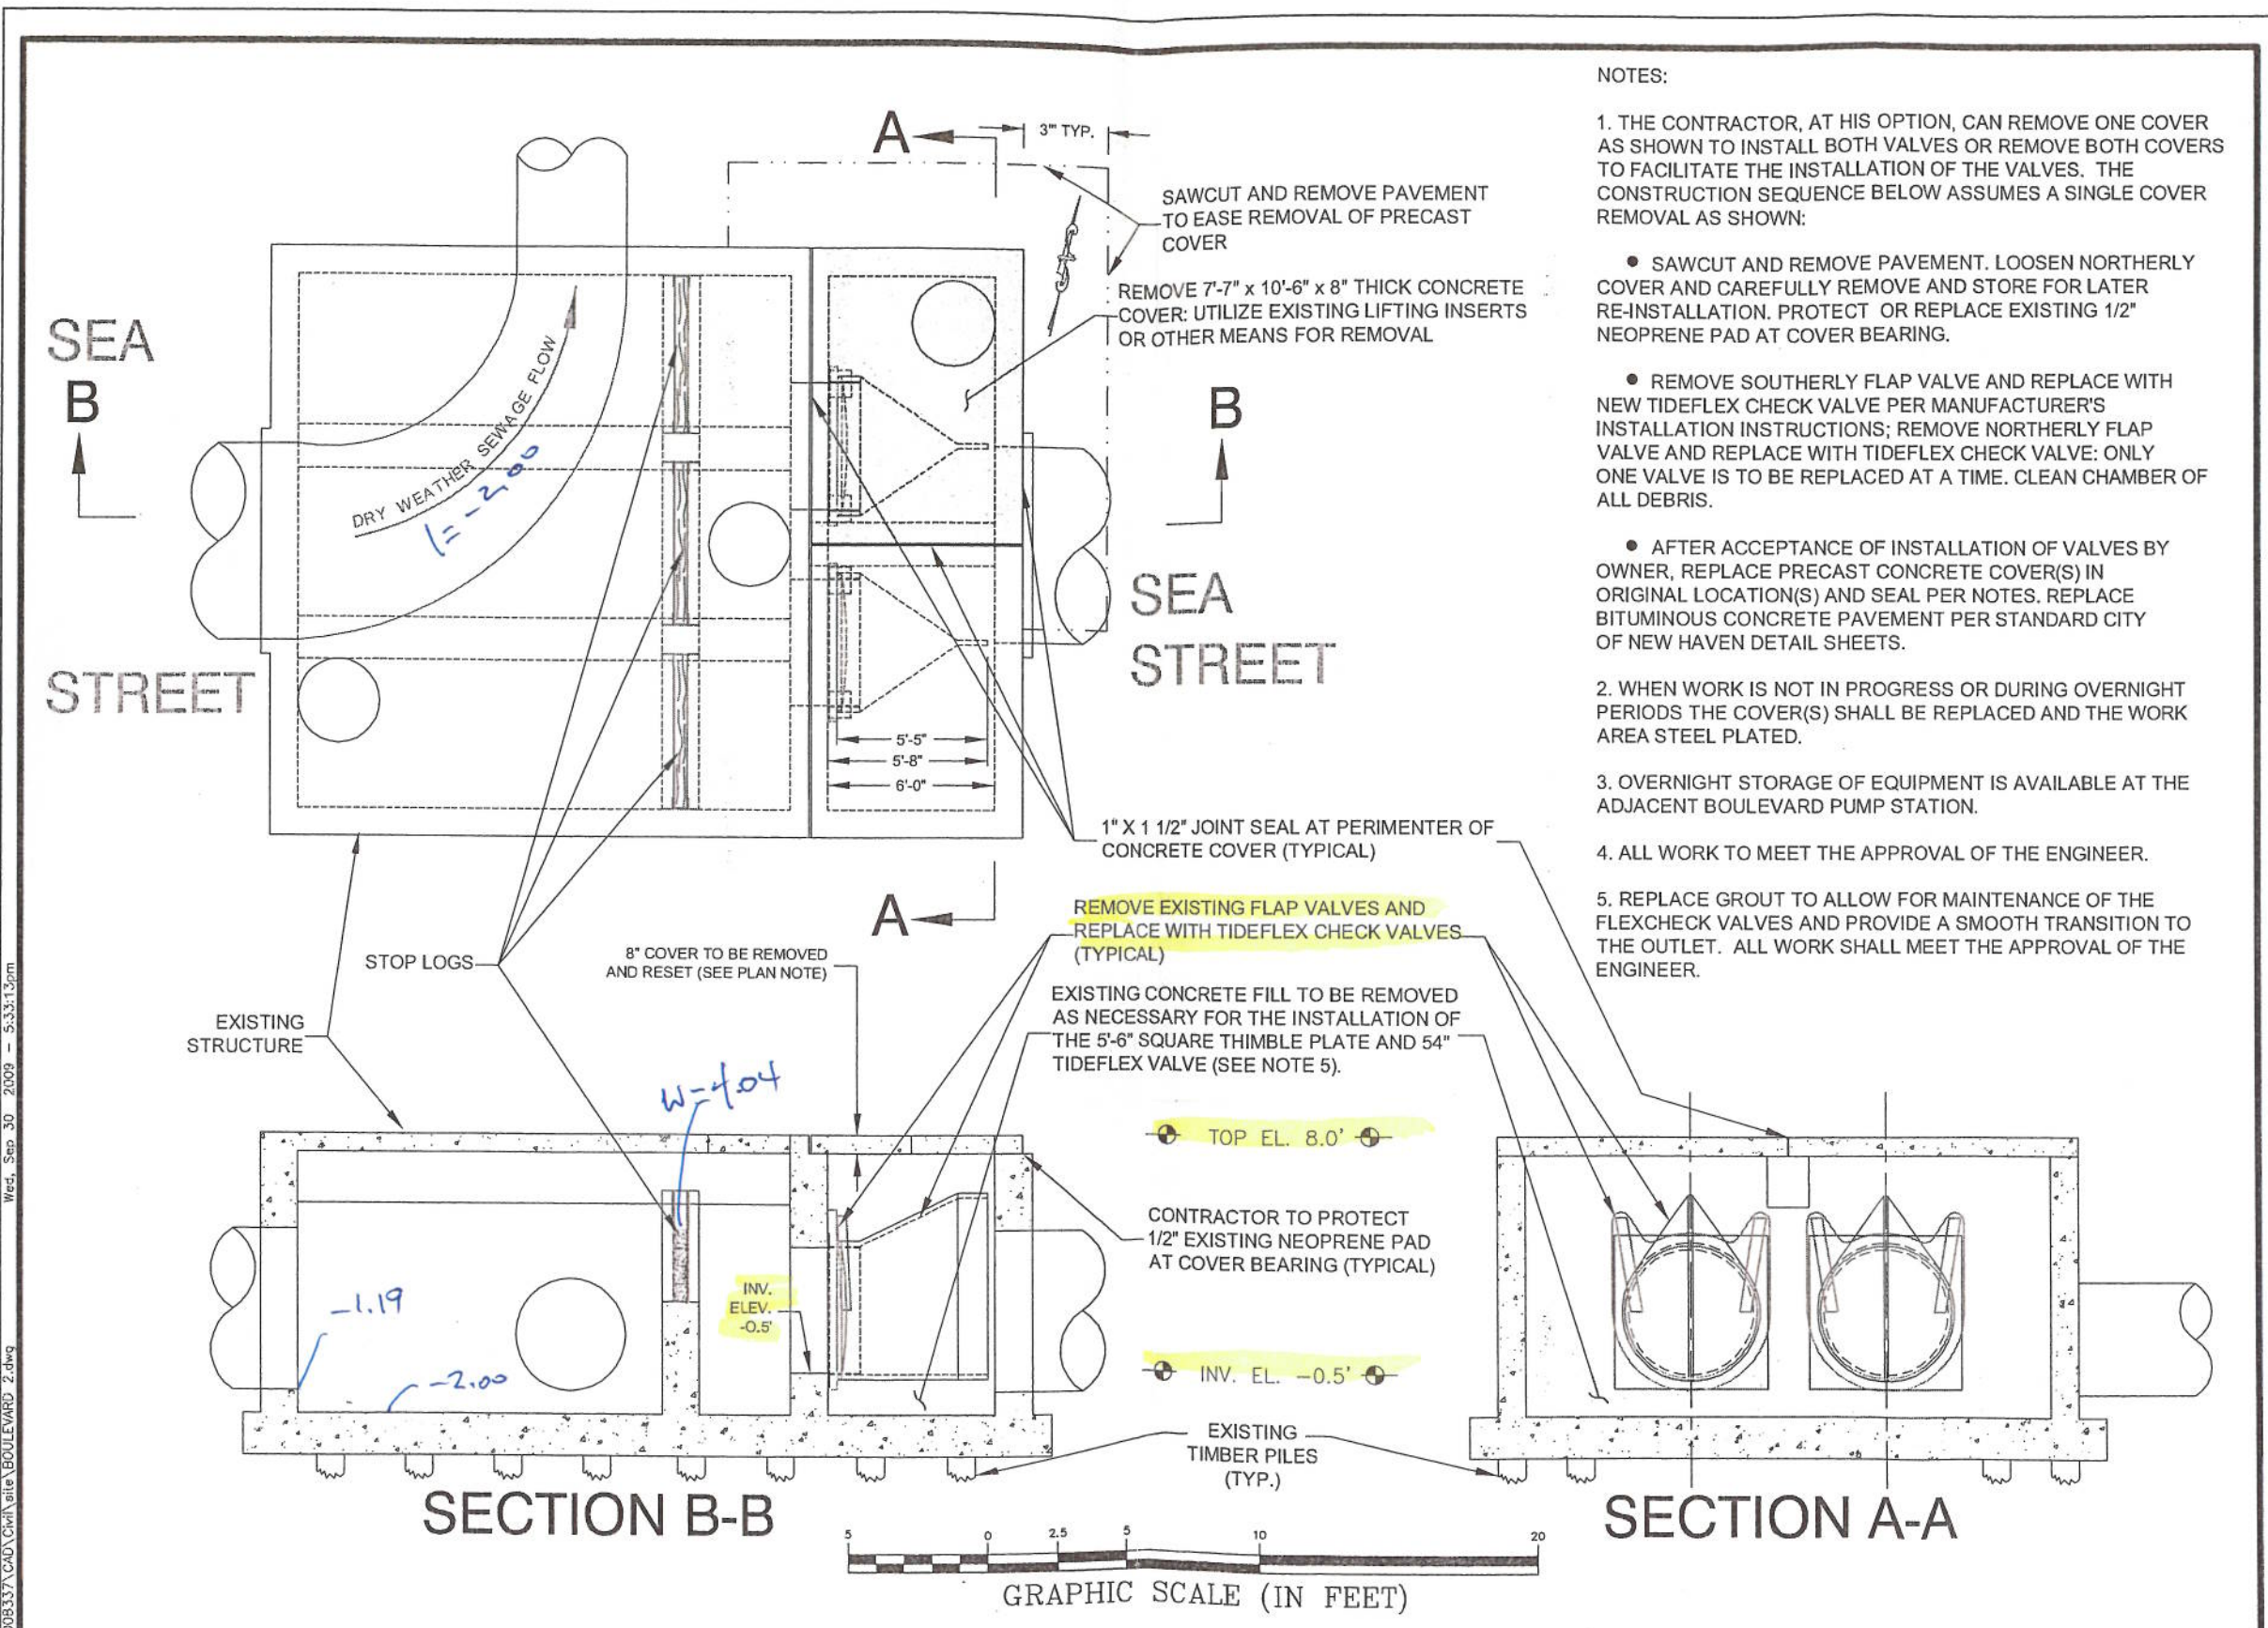 NOTES:
1. THE CONTRACTOR, AT HIS OPTION, CAN REMOVE ONE COVER
AS SHOWN TO INSTALL BOTH VALVES OR REMOVE BOTH COVERS
TO FACILITATE THE INSTALLATION OF THE VALVES. THE
CONSTRUCTION SEQUENCE BELOW ASSUMES A SINGLE COVER
REMOVAL AS SHOWN:
● SAWCUT AND REMOVE PAVEMENT. LOOSEN NORTHERLY
COVER AND CAREFULLY REMOVE AND STORE FOR LATER
RE-INSTALLATION. PROTECT OR REPLACE EXISTING 1/2"
NEOPRENE PAD AT COVER BEARING.
● REMOVE SOUTHERLY FLAP VALVE AND REPLACE WITH
NEW TIDEFLEX CHECK VALVE PER MANUFACTURER'S
INSTALLATION INSTRUCTIONS; REMOVE NORTHERLY FLAP
VALVE AND REPLACE WITH TIDEFLEX CHECK VALVE: ONLY
ONE VALVE IS TO BE REPLACED AT A TIME. CLEAN CHAMBER OF
ALL DEBRIS.
● AFTER ACCEPTANCE OF INSTALLATION OF VALVES BY
OWNER, REPLACE PRECAST CONCRETE COVER(S) IN
ORIGINAL LOCATION(S) AND SEAL PER NOTES. REPLACE
BITUMINOUS CONCRETE PAVEMENT PER STANDARD CITY
OF NEW HAVEN DETAIL SHEETS.
2. WHEN WORK IS NOT IN PROGRESS OR DURING OVERNIGHT
PERIODS THE COVER(S) SHALL BE REPLACED AND THE WORK
AREA STEEL PLATED.
3. OVERNIGHT STORAGE OF EQUIPMENT IS AVAILABLE AT THE
ADJACENT BOULEVARD PUMP STATION.
4. ALL WORK TO MEET THE APPROVAL OF THE ENGINEER.
5. REPLACE GROUT TO ALLOW FOR MAINTENANCE OF THE
FLEXCHECK VALVES AND PROVIDE A SMOOTH TRANSITION TO
THE OUTLET. ALL WORK SHALL MEET THE APPROVAL OF THE
ENGINEER.
A
3'" TYP.
SAWCUT AND REMOVE PAVEMENT
TO EASE REMOVAL OF PRECAST
COVER
REMOVE 7'-7" x 10'-6" x 8" THICK CONCRETE
COVER: UTILIZE EXISTING LIFTING INSERTS
OR OTHER MEANS FOR REMOVAL
SEA
B
STREET
DRY WEATHER SEWAGE FLOW
I= -2.00
B
SEA
STREET
5'-5"
5'-8"
6'-0"
1" X 1 1/2" JOINT SEAL AT PERIMENTER OF
CONCRETE COVER (TYPICAL)
A
REMOVE EXISTING FLAP VALVES AND
REPLACE WITH TIDEFLEX CHECK VALVES
(TYPICAL)
8" COVER TO BE REMOVED
AND RESET (SEE PLAN NOTE)
STOP LOGS
EXISTING
STRUCTURE
EXISTING CONCRETE FILL TO BE REMOVED
AS NECESSARY FOR THE INSTALLATION OF
THE 5'-6" SQUARE THIMBLE PLATE AND 54"
TIDEFLEX VALVE (SEE NOTE 5).
W=4.04
TOP EL. 8.0'
CONTRACTOR TO PROTECT
1/2" EXISTING NEOPRENE PAD
AT COVER BEARING (TYPICAL)
INV.
ELEV.
-0.5'
-1.19
-2.00
INV. EL. -0.5'
EXISTING
TIMBER PILES
(TYP.)
SECTION B-B
SECTION A-A
5 0 2.5 5 10 20
GRAPHIC SCALE (IN FEET)
Wed, Sep 30 2009 - 5:33:13pm
\CAD\Civil\site\BOULEVARD 2.dwg